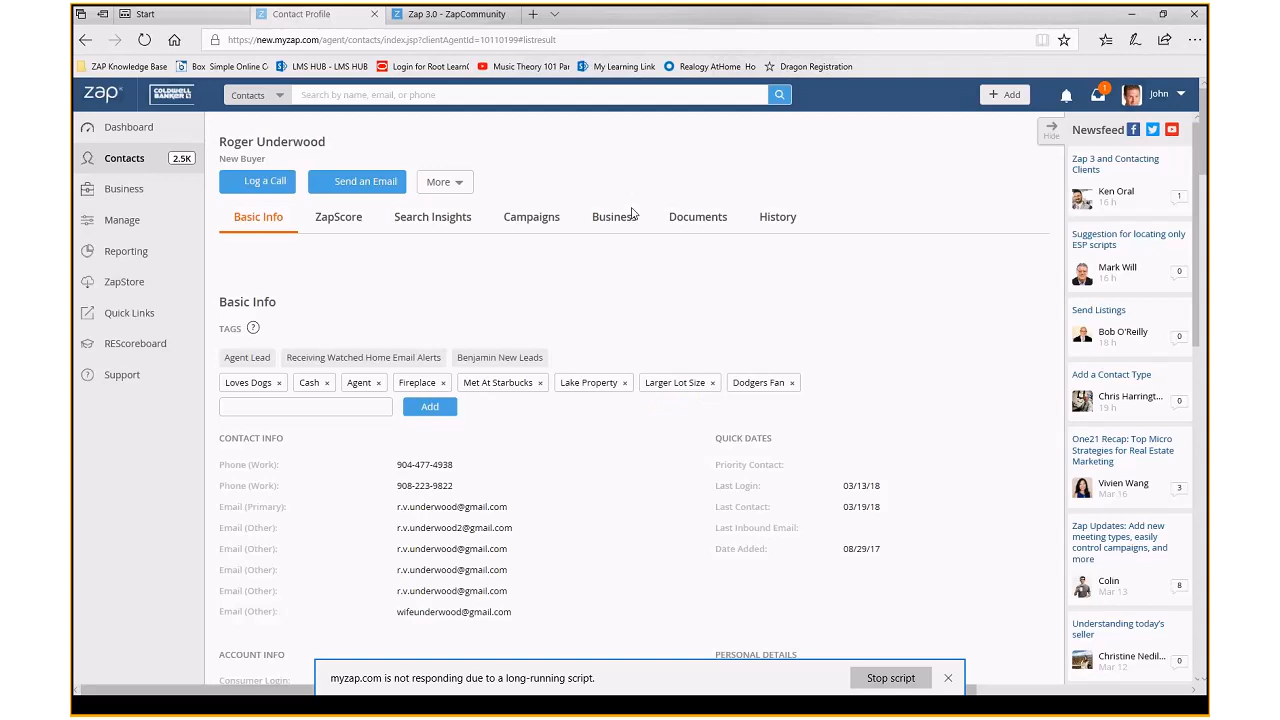 Start
Contact Profile
Zap 3.0 - ZapCommunity
https://new.myzap.com/agent/contacts/index.jsp?clientAgentId=10110199#listresult
ZAP Knowledge Base
Box Simple Online C
LMS HUB - LMS HUB
Login for Root Learn
Music Theory 101 Par
My Learning Link
Realogy AtHome Ho
Dragon Registration
zap
COLDWELL BANKER
Contacts
Search by name, email, or phone
+ Add
1
John
Dashboard
Contacts 2.5K
Business
Manage
Reporting
ZapStore
Quick Links
REScoreboard
Support
Roger Underwood
New Buyer
Log a Call
Send an Email
More
Basic Info
ZapScore
Search Insights
Campaigns
Business
Documents
History
Basic Info
TAGS ?
Agent Lead
Receiving Watched Home Email Alerts
Benjamin New Leads
Loves Dogs ×
Cash ×
Agent ×
Fireplace ×
Met At Starbucks ×
Lake Property ×
Larger Lot Size ×
Dodgers Fan ×
Add
CONTACT INFO
Phone (Work): 904-477-4938
Phone (Work): 908-223-9822
Email (Primary): r.v.underwood@gmail.com
Email (Other): r.v.underwood2@gmail.com
Email (Other): r.v.underwood@gmail.com
Email (Other): r.v.underwood@gmail.com
Email (Other): r.v.underwood@gmail.com
Email (Other): wifeunderwood@gmail.com
QUICK DATES
Priority Contact:
Last Login: 03/13/18
Last Contact: 03/19/18
Last Inbound Email:
Date Added: 08/29/17
ACCOUNT INFO
Consumer Login:
PERSONAL DETAILS
myzap.com is not responding due to a long-running script.
Stop script
Hide
Newsfeed
Zap 3 and Contacting
Clients
Ken Oral
16 h
1
Suggestion for locating only
ESP scripts
Mark Will
16 h
0
Send Listings
Bob O'Reilly
18 h
0
Add a Contact Type
Chris Harringt...
19 h
0
One21 Recap: Top Micro
Strategies for Real Estate
Marketing
Vivien Wang
Mar 16
3
Zap Updates: Add new
meeting types, easily
control campaigns, and
more
Colin
Mar 13
8
Understanding today's
seller
Christine Nedil...
Mar 12
0